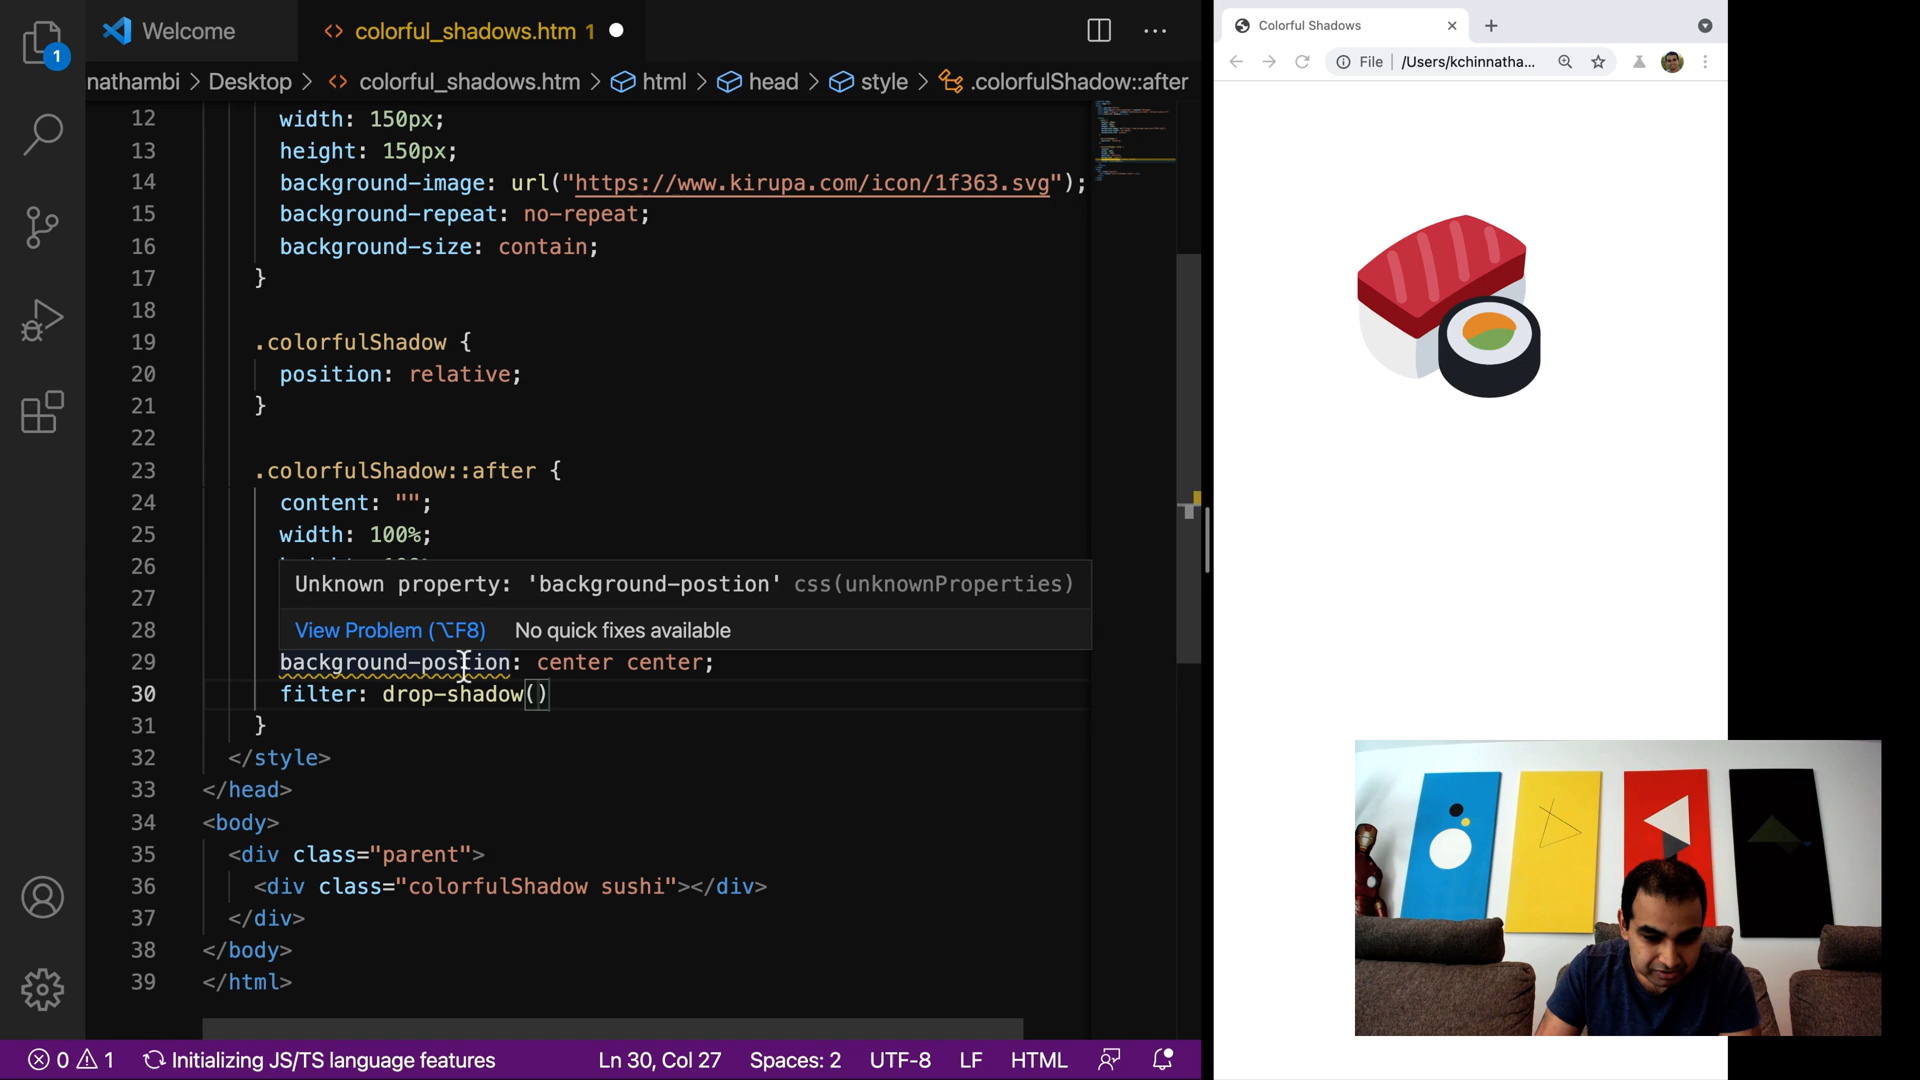 1
Welcome
<> colorful_shadows.htm 1
nathambi > Desktop > <> colorful_shadows.htm > html > head > style > .colorfulShadow::after
12 width: 150px;
13 height: 150px;
14 background-image: url("https://www.kirupa.com/icon/1f363.svg");
15 background-repeat: no-repeat;
16 background-size: contain;
17 }
18
19 .colorfulShadow {
20 position: relative;
21 }
22
23 .colorfulShadow::after {
24 content: "";
25 width: 100%;
26
27
28
Unknown property: 'background-postion' css(unknownProperties)
View Problem (⌥F8) No quick fixes available
29 background-postion: center center;
30 filter: drop-shadow()
31 }
32 </style>
33 </head>
34 <body>
35 <div class="parent">
36 <div class="colorfulShadow sushi"></div>
37 </div>
38 </body>
39 </html>
0 1 Initializing JS/TS language features Ln 30, Col 27 Spaces: 2 UTF-8 LF HTML
Colorful Shadows
File | /Users/kchinnatha...